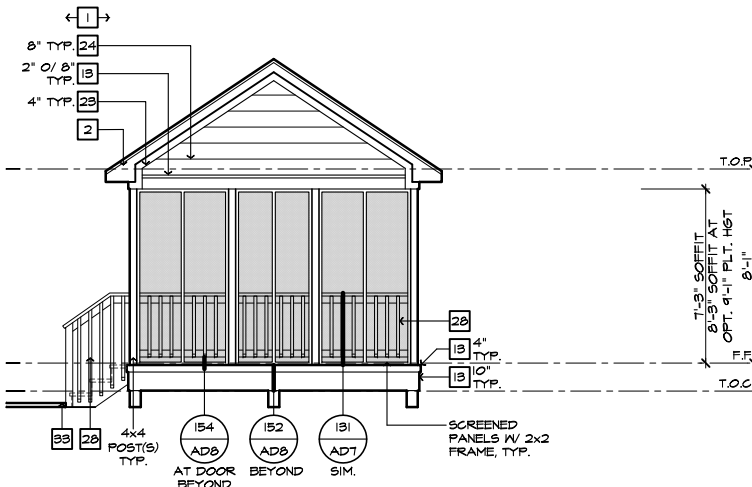 1
8" TYP. 24
2" O/ 8" 13
TYP.
4" TYP. 23
2
T.O.P.
7'-3" SOFFIT
8'-3" SOFFIT AT
OPT. 9'-1" PLT. HGT
8'-1"
28
13 4"
TYP.
F.F.
13 10"
TYP.
T.O.C
33
28
4x4
POST(S)
TYP.
154
AD8
AT DOOR
BEYOND
152
AD8
BEYOND
131
AD7
SIM.
SCREENED
PANELS W/ 2x2
FRAME, TYP.